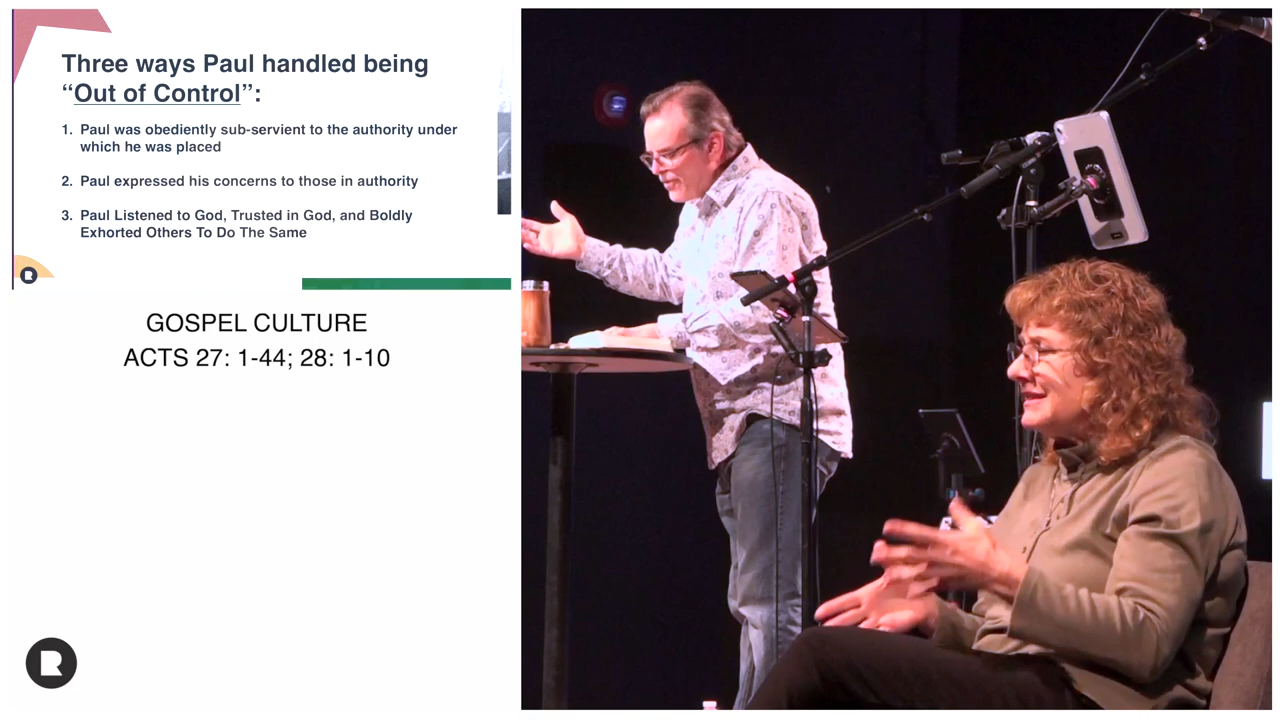 Three ways Paul handled being
“Out of Control”:
1. Paul was obediently sub-servient to the authority under
which he was placed
2. Paul expressed his concerns to those in authority
3. Paul Listened to God, Trusted in God, and Boldly
Exhorted Others To Do The Same
R
GOSPEL CULTURE
ACTS 27: 1-44; 28: 1-10
R